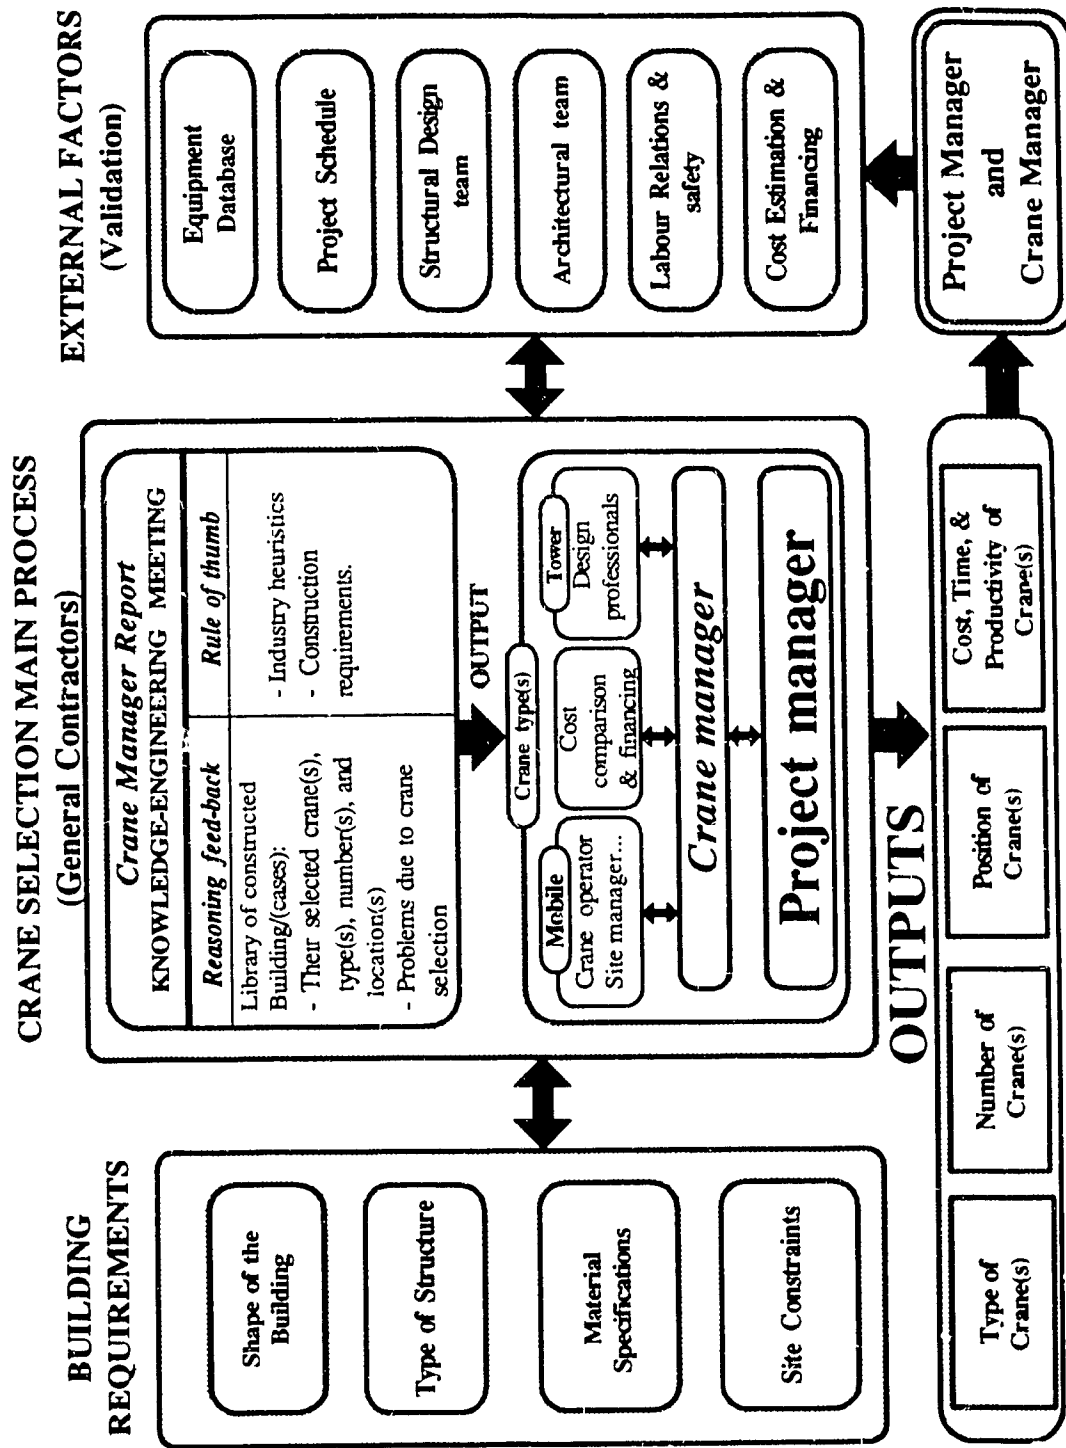 BUILDING
REQUIREMENTS
Shape of the
Building
Type of Structure
Material
Specifications
Site Constraints
CRANE SELECTION MAIN PROCESS
(General Contractors)
Crane Manager Report
KNOWLEDGE-ENGINEERING MEETING
Reasoning feed-back
Library of constructed
Building/(cases):
- Their selected crane(s),
type(s), number(s), and
location(s)
- Problems due to crane
selection
Rule of thumb
- Industry heuristics
- Construction
requirements.
OUTPUT
Crane type(s)
Mobile
Crane operator
Site manager...
Cost
comparison
& financing
Tower
Design
professionals
Crane manager
Project manager
EXTERNAL FACTORS
(Validation)
Equipment
Database
Project Schedule
Structural Design
team
Architectural team
Labour Relations &
safety
Cost Estimation &
Financing
OUTPUTS
Type of
Crane(s)
Number of
Crane(s)
Position of
Crane(s)
Cost, Time, &
Productivity of
Crane(s)
Project Manager
and
Crane Manager